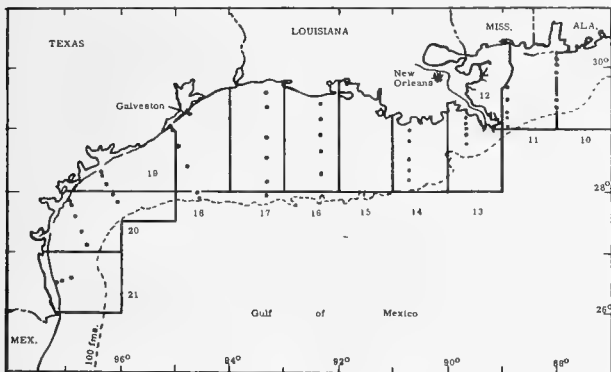 MISS.
ALA.
LOUISIANA
TEXAS
30°
New
Orleans
12
Galveston
11
10
19
28°
18
17
16
15
14
13
20
21
Gulf of Mexico
26°
MEX.
100 fms.
96°
94°
92°
90°
88°